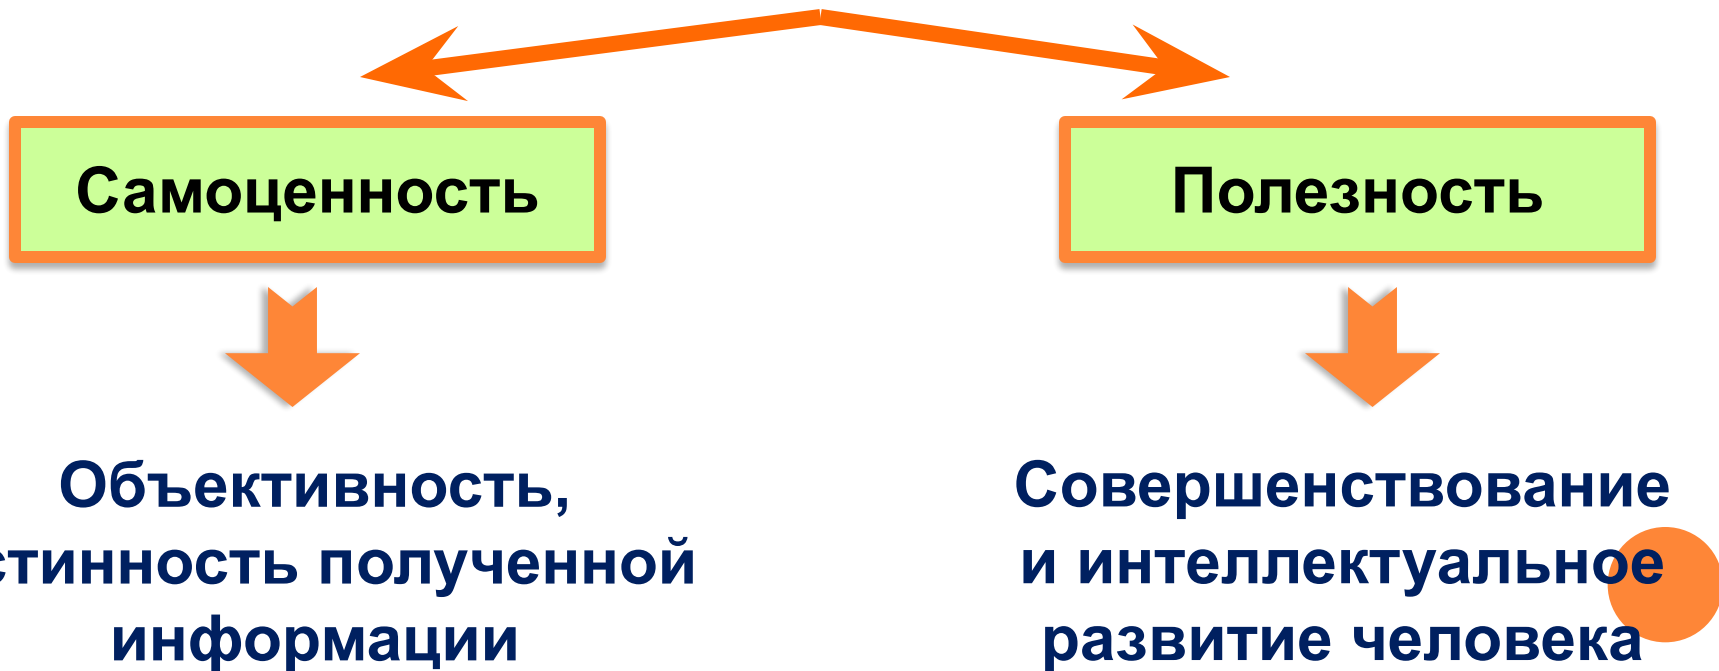 Самоценность
Полезность
Объективность,
стинность полученной
информации
Совершенствование
и интеллектуальное
развитие человека